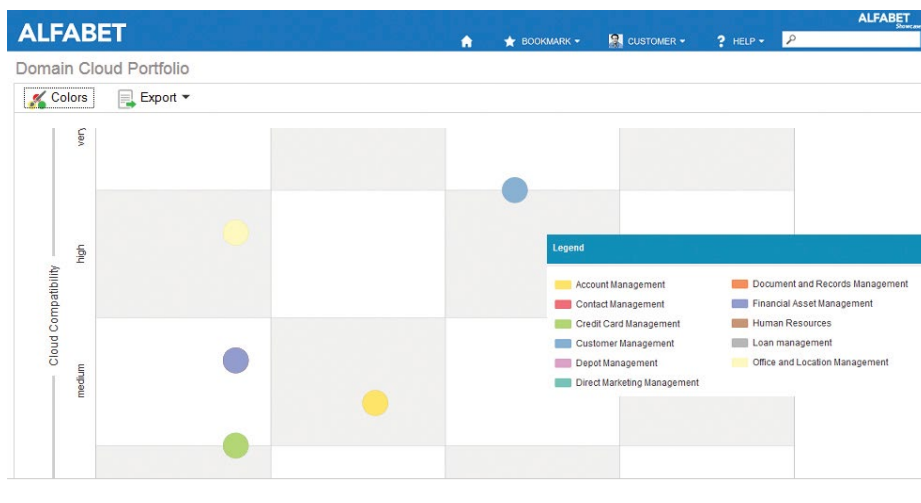 ALFABET
ALFABET
Showcase
BOOKMARK
CUSTOMER
? HELP
Domain Cloud Portfolio
Colors
Export
very
high
medium
Cloud Compatibility
Legend
Account Management
Contact Management
Credit Card Management
Customer Management
Depot Management
Direct Marketing Management
Document and Records Management
Financial Asset Management
Human Resources
Loan management
Office and Location Management